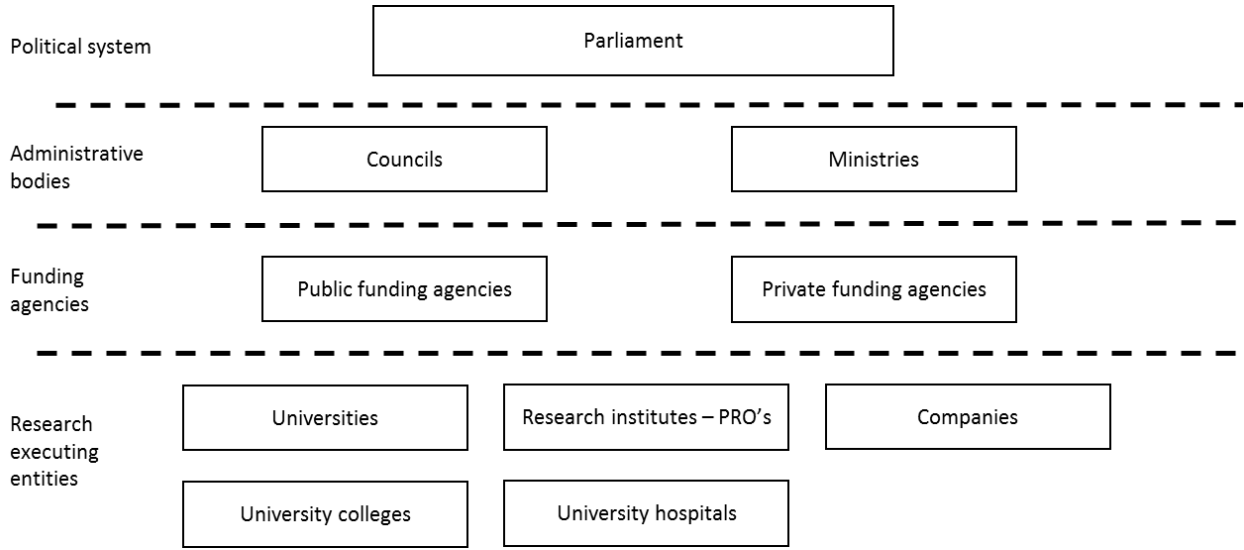 Political system
Parliament
Administrative
bodies
Councils
Ministries
Funding
agencies
Public funding agencies
Private funding agencies
Research
executing
entities
Universities
Research institutes – PRO’s
Companies
University colleges
University hospitals